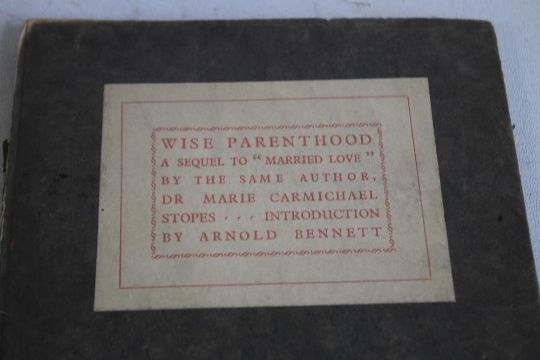 WISE PARENTHOOD
A SEQUEL TO "MARRIED LOVE"
BY THE SAME AUTHOR,
DR MARIE CARMICHAEL
STOPES . . . INTRODUCTION
BY ARNOLD BENNETT